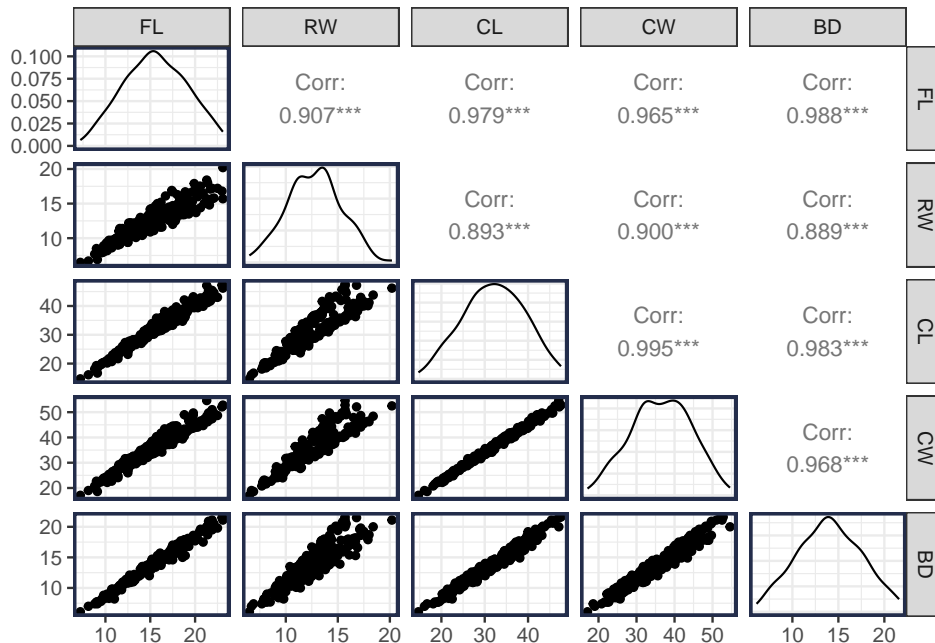 FL RW CL CW BD
0.100
0.075
0.050
0.025
0.000
Corr:
0.907***
Corr:
0.979***
Corr:
0.965***
Corr:
0.988***
FL
20
15
10
Corr:
0.893***
Corr:
0.900***
Corr:
0.889***
RW
40
30
20
Corr:
0.995***
Corr:
0.983***
CL
50
40
30
20
Corr:
0.968***
CW
20
15
10
BD
10 15 20 10 15 20 20 30 40 20 30 40 50 10 15 20